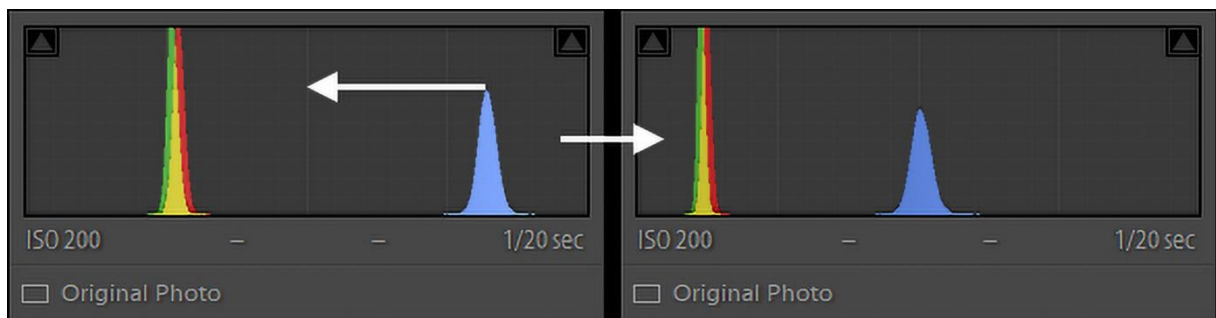 ISO 200 – – 1/20 sec
Original Photo
ISO 200 – – 1/20 sec
Original Photo